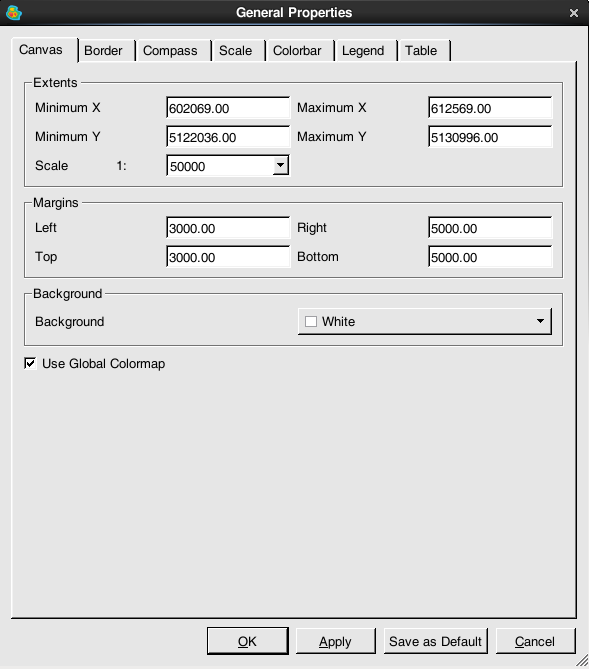 General Properties
Canvas Border Compass Scale Colorbar Legend Table
Extents
Minimum X 602069.00 Maximum X 612569.00
Minimum Y 5122036.00 Maximum Y 5130996.00
Scale 1: 50000
Margins
Left 3000.00 Right 5000.00
Top 3000.00 Bottom 5000.00
Background
Background White
Use Global Colormap
OK Apply Save as Default Cancel